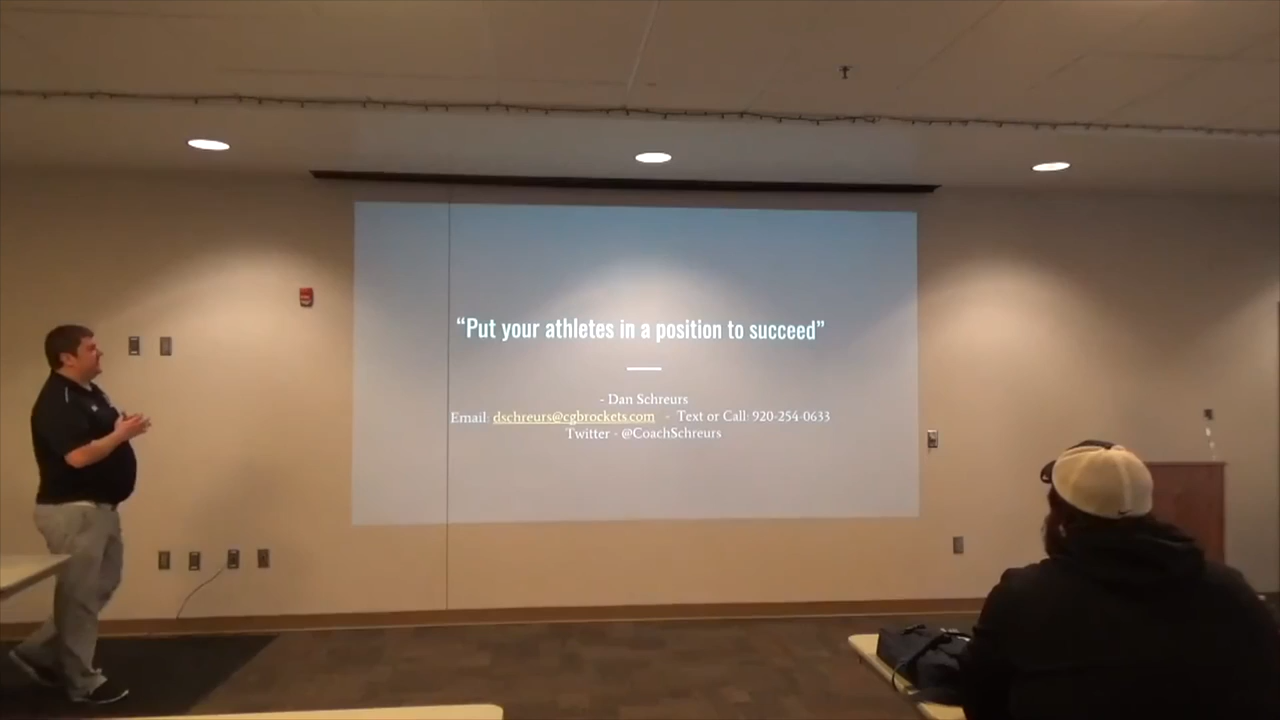 “Put your athletes in a position to succeed”
- Dan Schreurs
Email: dschreurs@cgbrockets.com - Text or Call: 920-254-0633
Twitter - @CoachSchreurs